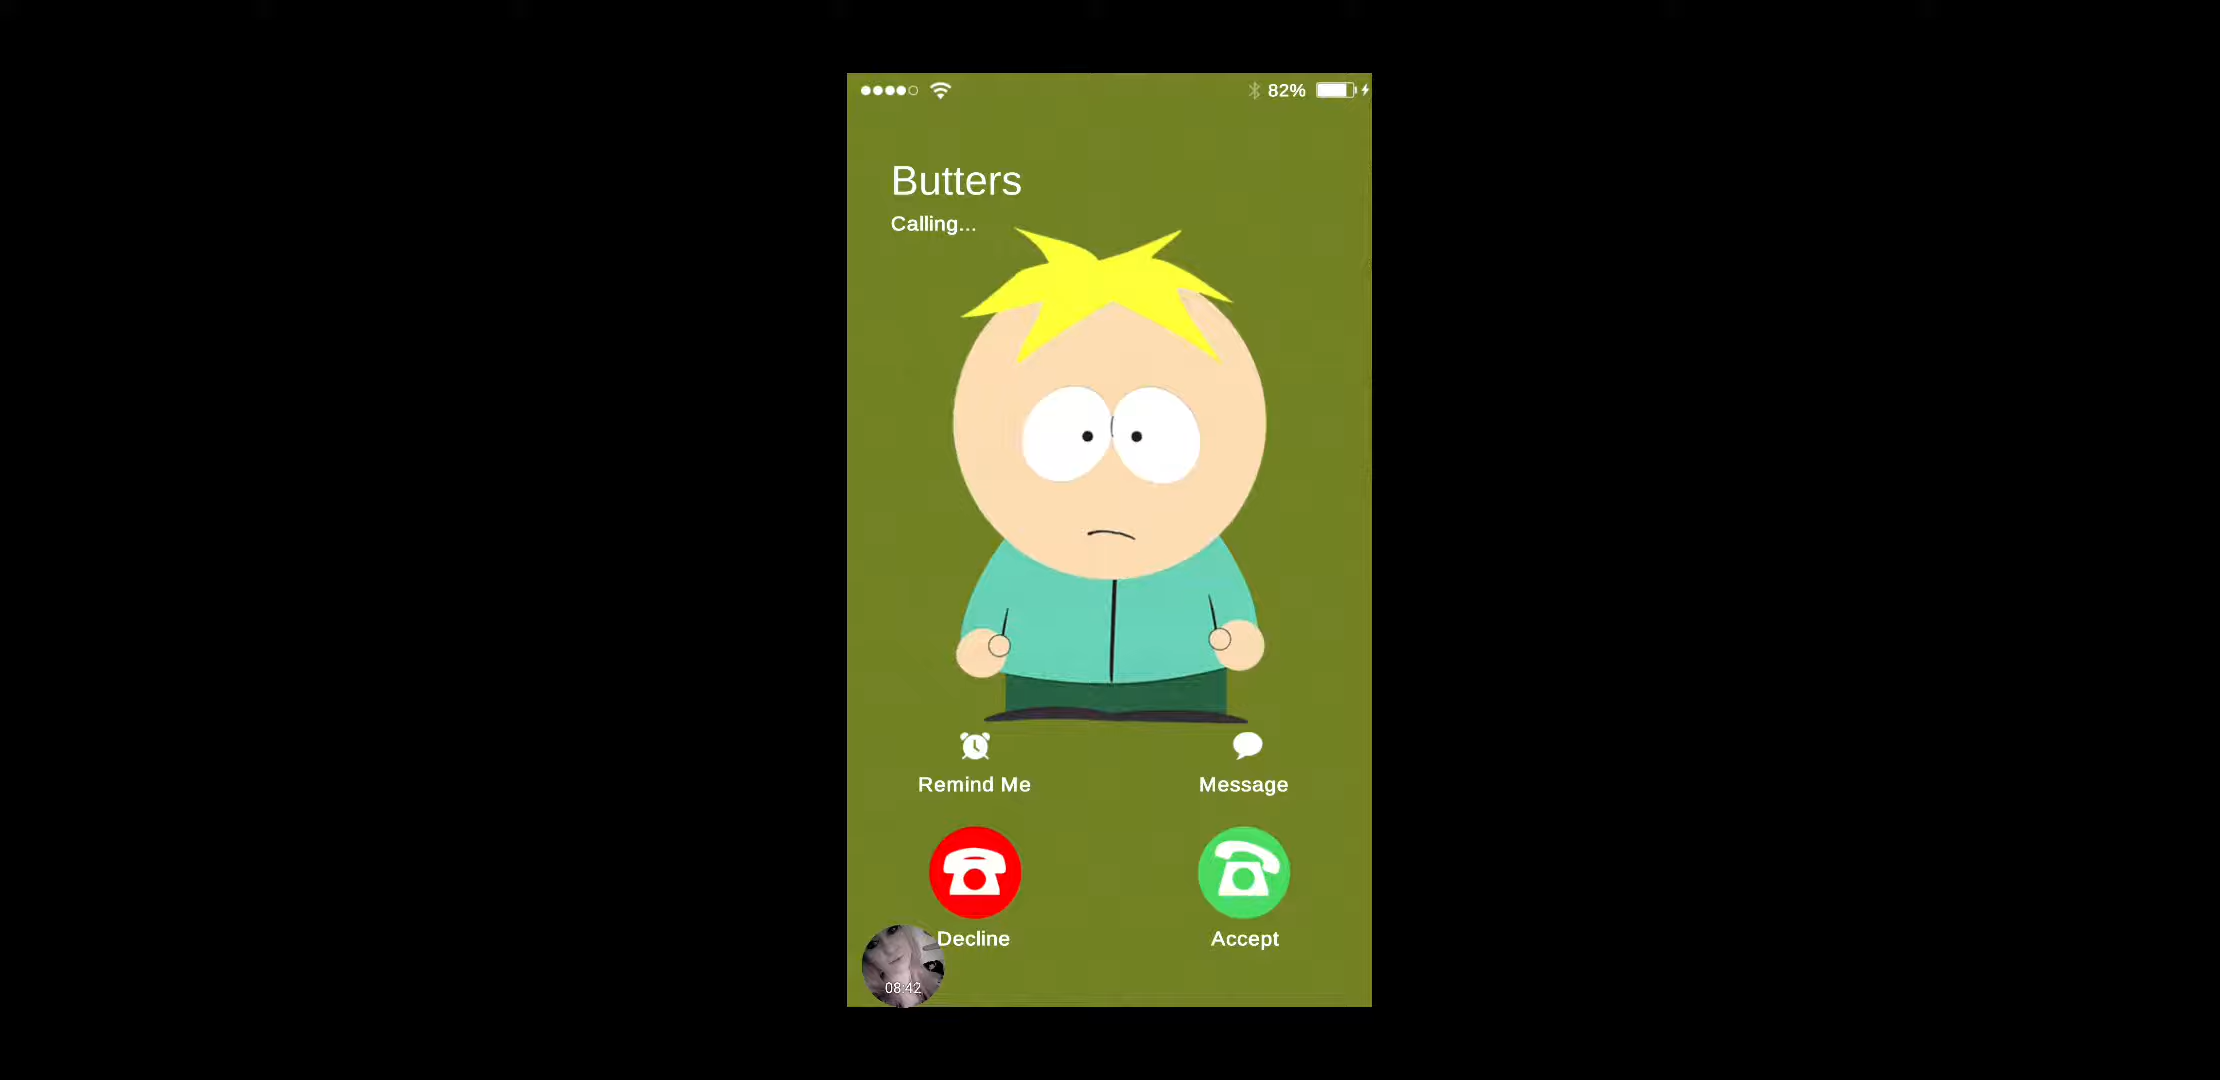 82%
Butters
Calling...
Remind Me
Message
Decline
Accept
08:42